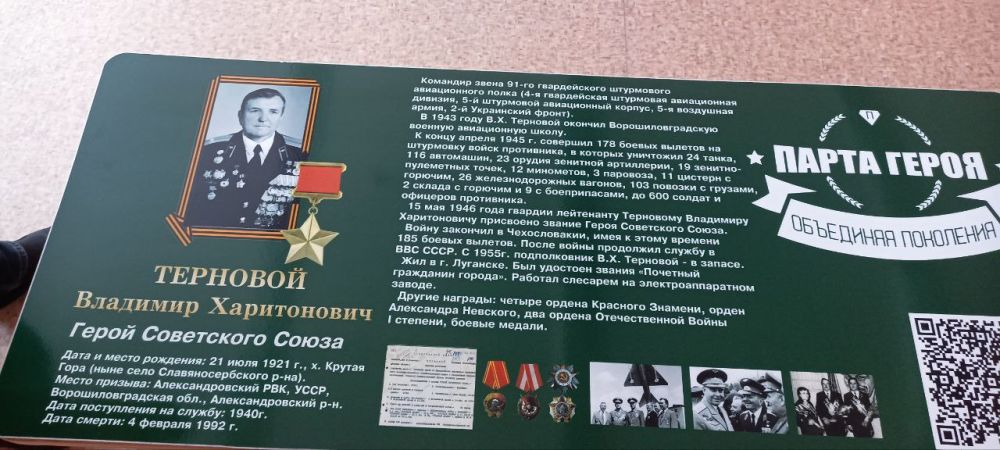 ТЕРНОВОЙ
Владимир Харитонович
Герой Советского Союза
Дата и место рождения: 21 июля 1921 г., х. Крутая
Гора (ныне село Славяносербского р-на).
Место призыва: Александровский РВК, УССР,
Ворошиловградская обл., Александровский р-н.
Дата поступления на службу: 1940г.
Дата смерти: 4 февраля 1992 г.
Командир звена 91-го гвардейского штурмового
авиационного полка (4-я гвардейская штурмовая авиационная
дивизия, 5-й штурмовой авиационный корпус, 5-я воздушная
армия, 2-й Украинский фронт).
В 1943 году В.Х. Терновой окончил Ворошиловградскую
военную авиационную школу.
К концу апреля 1945 г. совершил 178 боевых вылетов на
штурмовку войск противника, в которых уничтожил 24 танка,
116 автомашин, 23 орудия зенитной артиллерии, 19 зенитно-
пулеметных точек, 12 минометов, 3 паровоза, 11 цистерн с
горючим, 26 железнодорожных вагонов, 103 повозки с грузами,
2 склада с горючим и 9 с боеприпасами, до 600 солдат и
офицеров противника.
15 мая 1946 года гвардии лейтенанту Терновому Владимиру
Харитоновичу присвоено звание Героя Советского Союза.
Войну закончил в Чехословакии, имея к этому времени
185 боевых вылетов. После войны продолжил службу в
ВВС СССР. С 1955г. подполковник В.Х. Терновой - в запасе.
Жил в г. Луганске. Был удостоен звания «Почетный
гражданин города». Работал слесарем на электроаппаратном
заводе.
Другие награды: четыре ордена Красного Знамени, орден
Александра Невского, два ордена Отечественной Войны
I степени, боевые медали.
П
ПАРТА ГЕРОЯ
ОБЪЕДИНАЯ ПОКОЛЕНИЯ